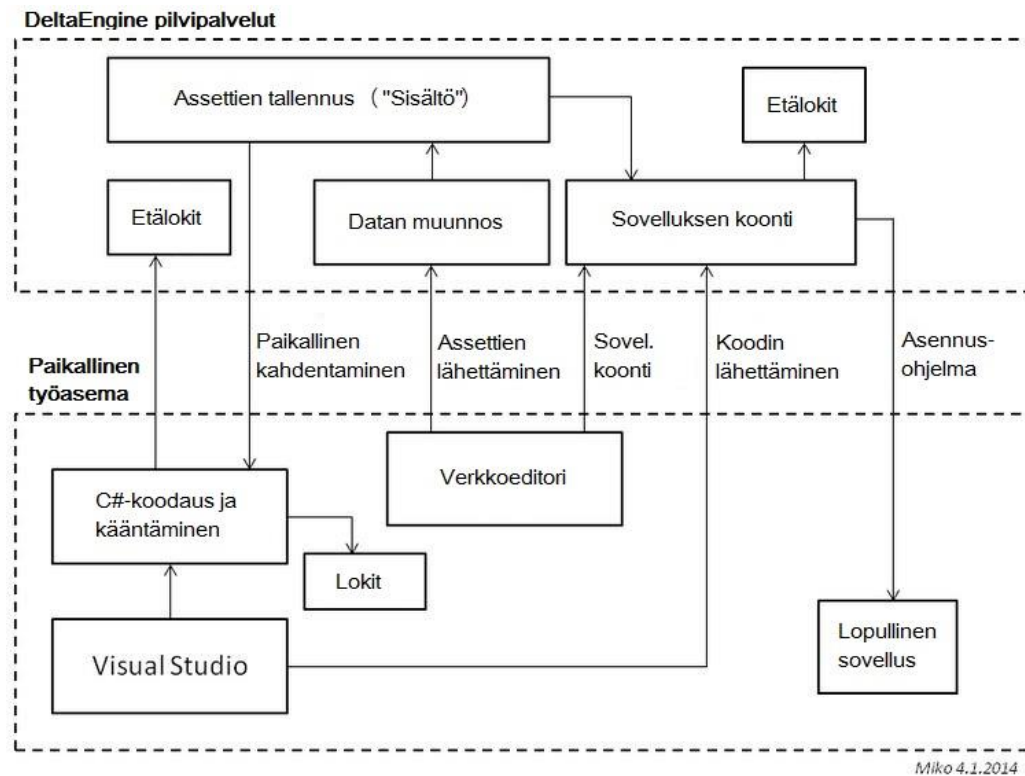 DeltaEngine pilvipalvelut
Assettien tallennus ("Sisältö")
Etälokit
Etälokit
Datan muunnos
Sovelluksen koonti
Paikallinen
kahdentaminen
Assettien
lähettäminen
Sovel.
koonti
Koodin
lähettäminen
Asennus-
ohjelma
Paikallinen
työasema
Verkkoeditori
C#-koodaus ja
kääntäminen
Lokit
Visual Studio
Lopullinen
sovellus
Miko 4.1.2014